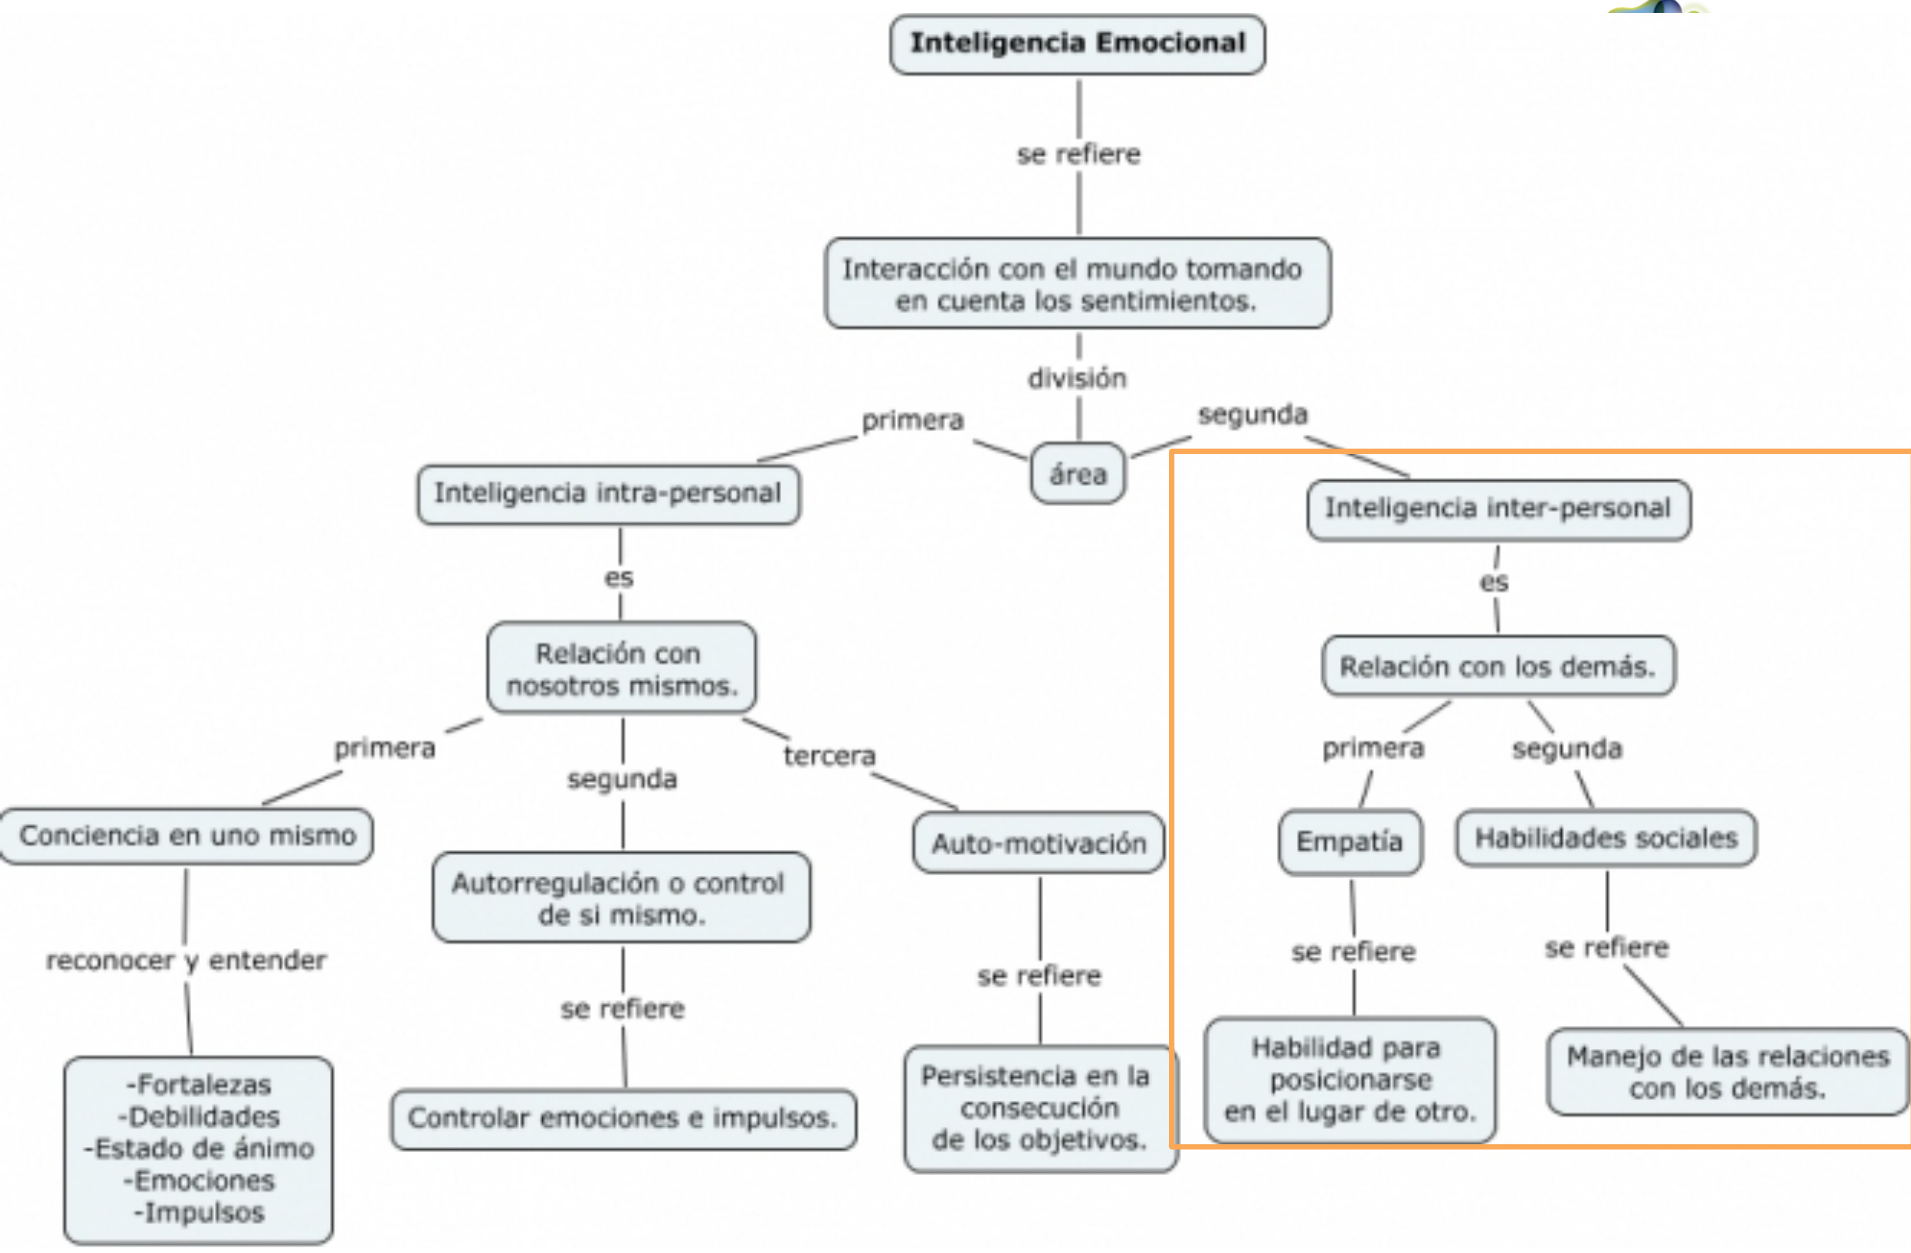 Inteligencia Emocional
se refiere
Interacción con el mundo tomando
en cuenta los sentimientos.
división
primera
segunda
área
Inteligencia intra-personal
Inteligencia inter-personal
es
es
Relación con
nosotros mismos.
Relación con los demás.
primera
segunda
tercera
primera
segunda
Conciencia en uno mismo
Autorregulación o control
de si mismo.
Auto-motivación
Empatía
Habilidades sociales
reconocer y entender
se refiere
se refiere
se refiere
se refiere
-Fortalezas
-Debilidades
-Estado de ánimo
-Emociones
-Impulsos
Controlar emociones e impulsos.
Persistencia en la
consecución
de los objetivos.
Habilidad para
posicionarse
en el lugar de otro.
Manejo de las relaciones
con los demás.